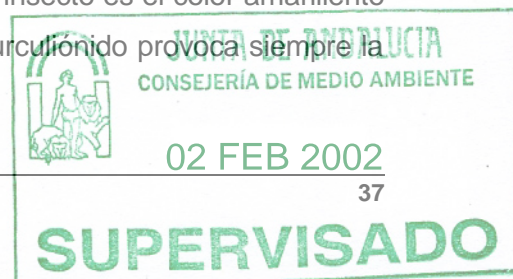 insecto es el color amarillento
urculiónido provoca siempre la
JUNTA DE ANDALUCIA
CONSEJERÍA DE MEDIO AMBIENTE
02 FEB 2002
37
SUPERVISADO